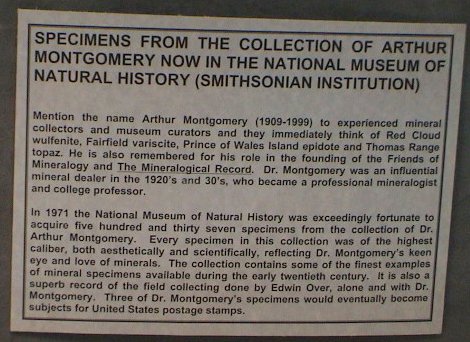 SPECIMENS FROM THE COLLECTION OF ARTHUR
MONTGOMERY NOW IN THE NATIONAL MUSEUM OF
NATURAL HISTORY (SMITHSONIAN INSTITUTION)
Mention the name Arthur Montgomery (1909-1999) to experienced mineral
collectors and museum curators and they immediately think of Red Cloud
wulfenite, Fairfield variscite, Prince of Wales Island epidote and Thomas Range
topaz. He is also remembered for his role in the founding of the Friends of
Mineralogy and The Mineralogical Record. Dr. Montgomery was an influential
mineral dealer in the 1920's and 30's, who became a professional mineralogist
and college professor.
In 1971 the National Museum of Natural History was exceedingly fortunate to
acquire five hundred and thirty seven specimens from the collection of Dr.
Arthur Montgomery. Every specimen in this collection was of the highest
caliber, both aesthetically and scientifically, reflecting Dr. Montgomery's keen
eye and love of minerals. The collection contains some of the finest examples
of mineral specimens available during the early twentieth century. It is also a
superb record of the field collecting done by Edwin Over, alone and with Dr.
Montgomery. Three of Dr. Montgomery's specimens would eventually become
subjects for United States postage stamps.